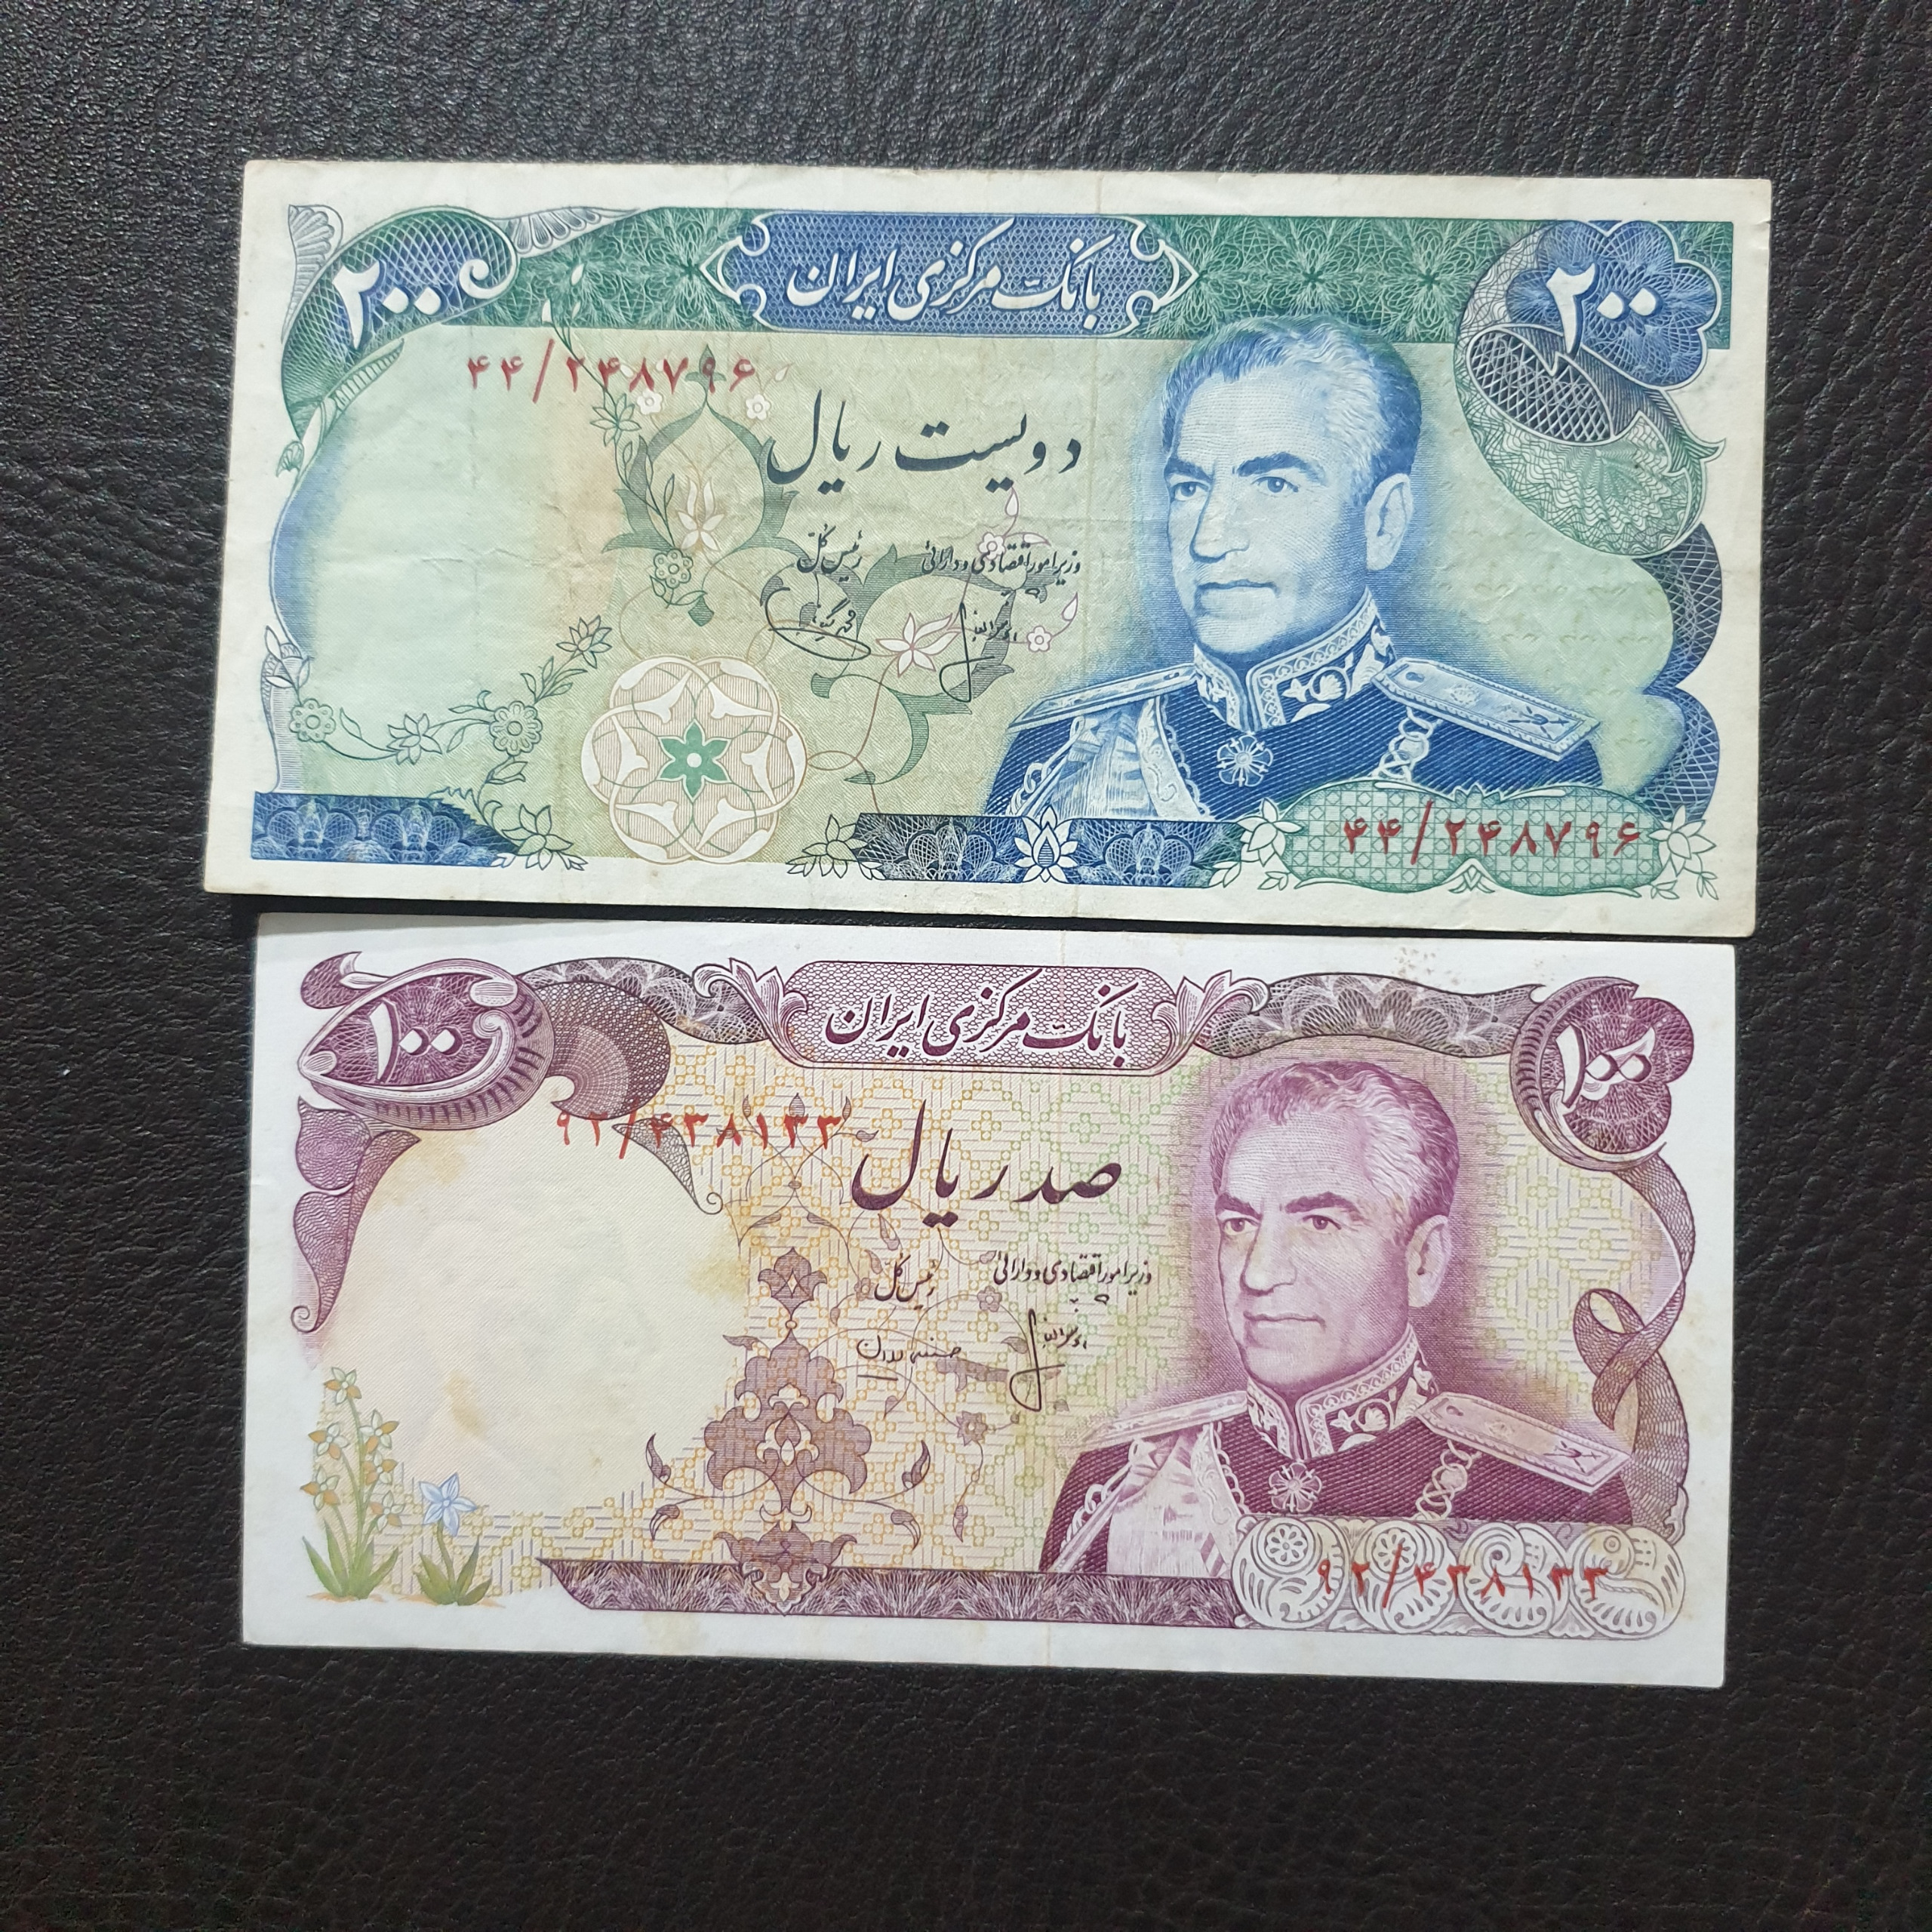 بانک مرکزی ایران
۲۰۰
۲۰۰
۴۴/۲۴۸۷۹۶
دویست ریال
وزیر امور اقتصادی و دارائی
رئیس کل
۴۴/۲۴۸۷۹۶
بانک مرکزی ایران
۱۰۰
۱۰۰
۹۲/۴۳۸۱۳۳
صد ریال
وزیر امور اقتصادی و دارائی
رئیس کل
۹۲/۴۳۸۱۳۳